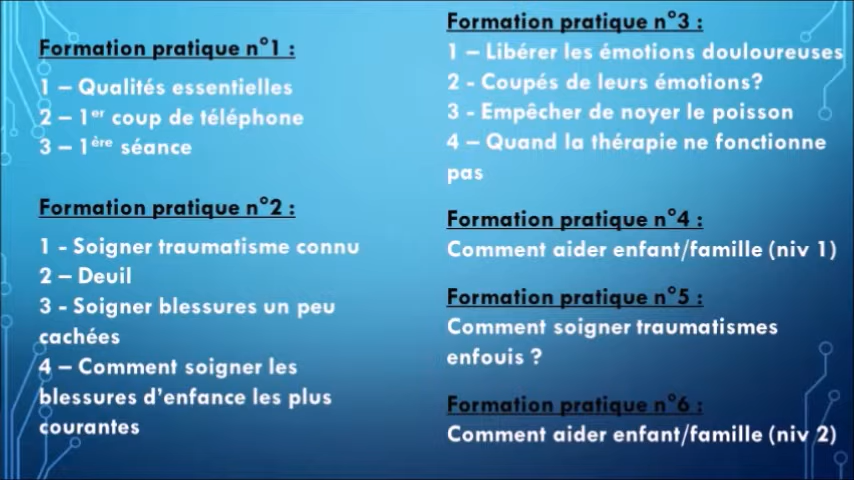 Formation pratique n°1 :
1 – Qualités essentielles
2 – 1er coup de téléphone
3 – 1ère séance
Formation pratique n°2 :
1 - Soigner traumatisme connu
2 – Deuil
3 - Soigner blessures un peu
cachées
4 – Comment soigner les
blessures d'enfance les plus
courantes
Formation pratique n°3 :
1 – Libérer les émotions douloureuses
2 - Coupés de leurs émotions?
3 - Empêcher de noyer le poisson
4 – Quand la thérapie ne fonctionne
pas
Formation pratique n°4 :
Comment aider enfant/famille (niv 1)
Formation pratique n°5 :
Comment soigner traumatismes
enfouis ?
Formation pratique n°6 :
Comment aider enfant/famille (niv 2)